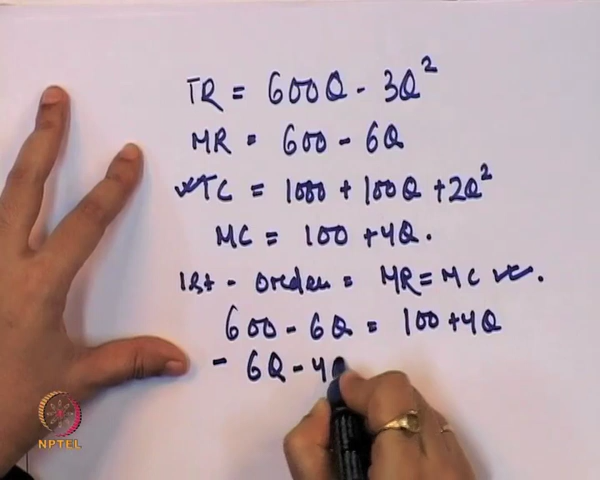 TR = 600Q - 3Q²
MR = 600 - 6Q
TC = 1000 + 100Q + 2Q²
MC = 100 + 4Q.
1st - order = MR = MC.
600 - 6Q = 100 + 4Q
- 6Q - 4Q
NPTEL